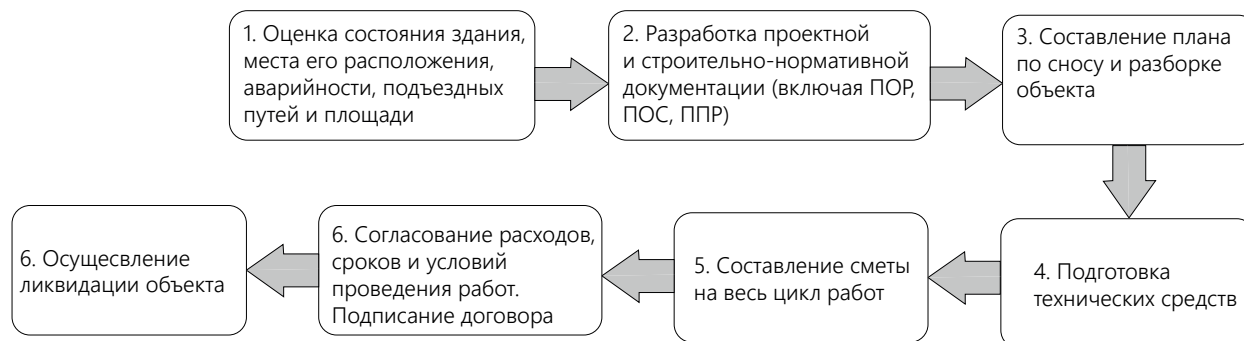 1. Оценка состояния здания,
места его расположения,
аварийности, подъездных
путей и площади
2. Разработка проектной
и строительно-нормативной
документации (включая ПОР,
ПОС, ППР)
3. Составление плана
по сносу и разборке
объекта
4. Подготовка
технических средств
5. Составление сметы
на весь цикл работ
6. Согласование расходов,
сроков и условий
проведения работ.
Подписание договора
6. Осущесвление
ликвидации объекта